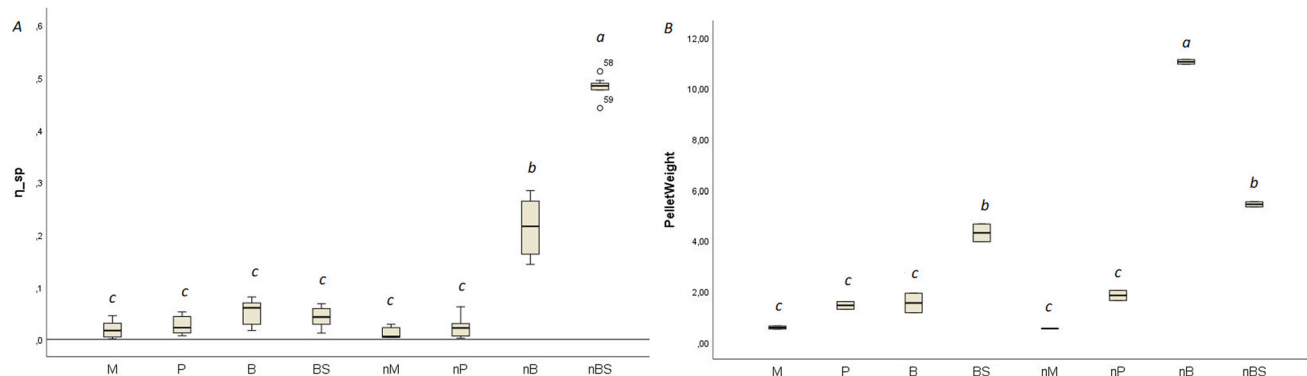 A
,6
,5
,4
,3
,2
,1
,0
η_sp
c
c
c
c
c
c
b
a
58
59
M
P
B
BS
nM
nP
nB
nBS
B
12,00
10,00
8,00
6,00
4,00
2,00
,00
PelletWeight
c
c
c
b
c
c
a
b
M
P
B
BS
nM
nP
nB
nBS